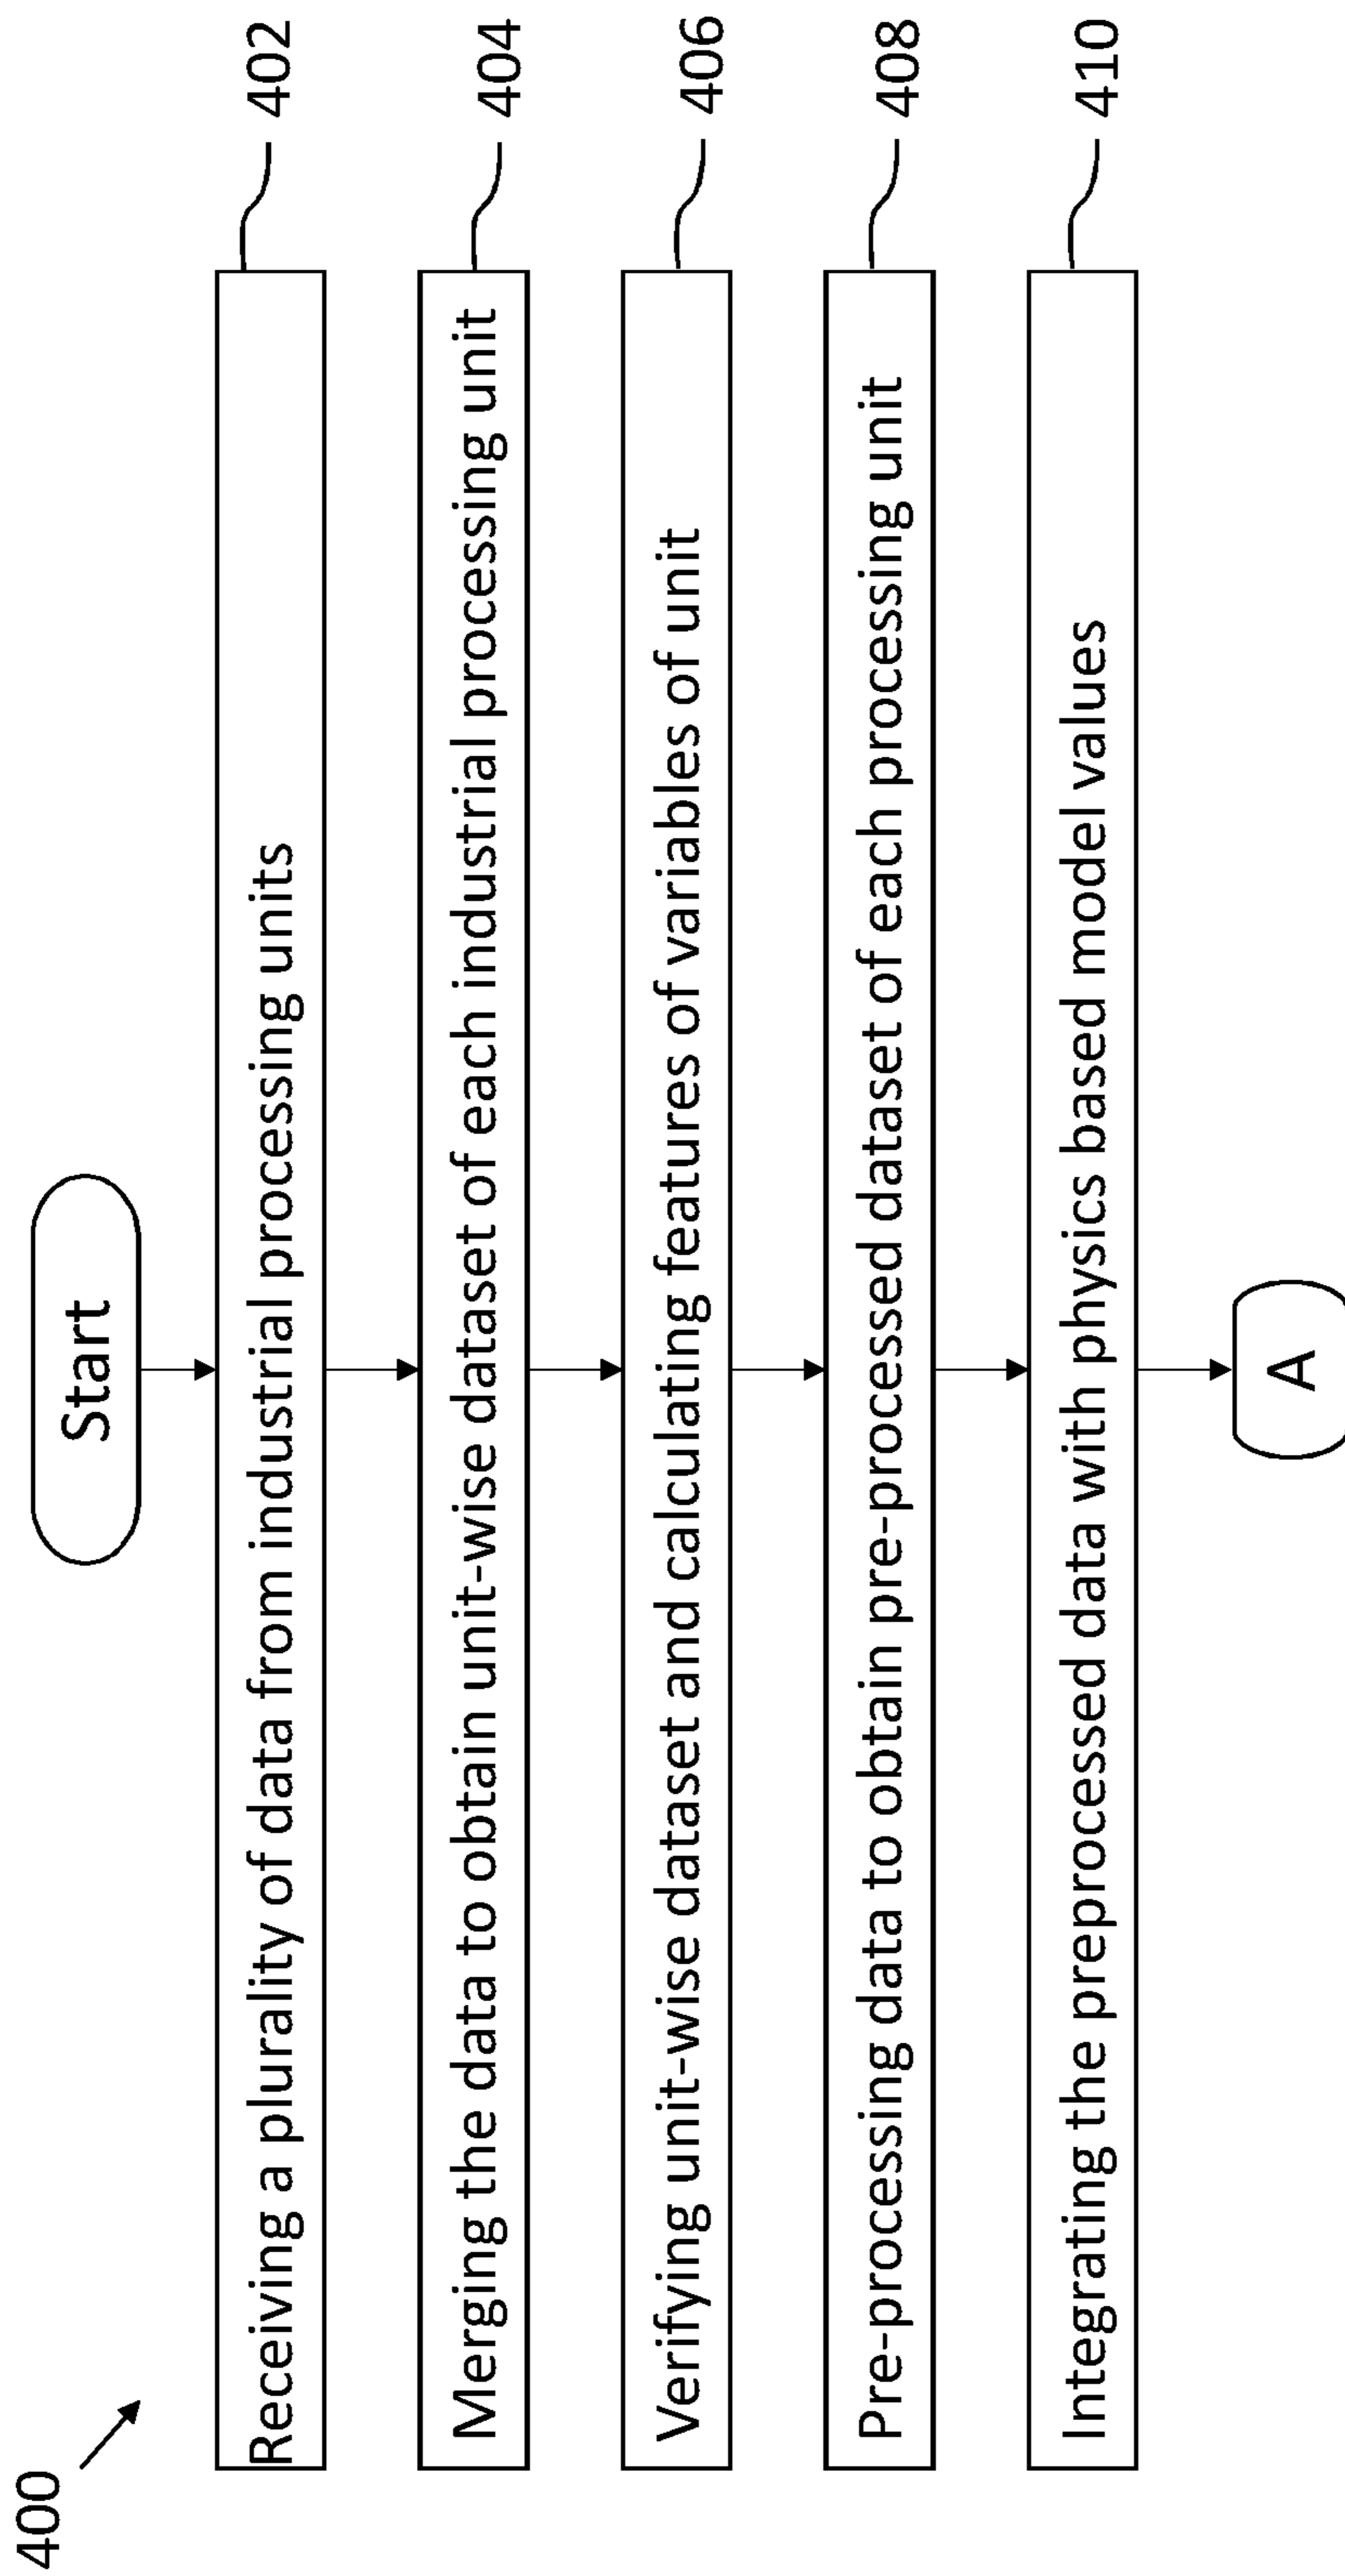 400
Start
Receiving a plurality of data from industrial processing units
402
Merging the data to obtain unit-wise dataset of each industrial processing unit
404
Verifying unit-wise dataset and calculating features of variables of unit
406
Pre-processing data to obtain pre-processed dataset of each processing unit
408
Integrating the preprocessed data with physics based model values
410
A